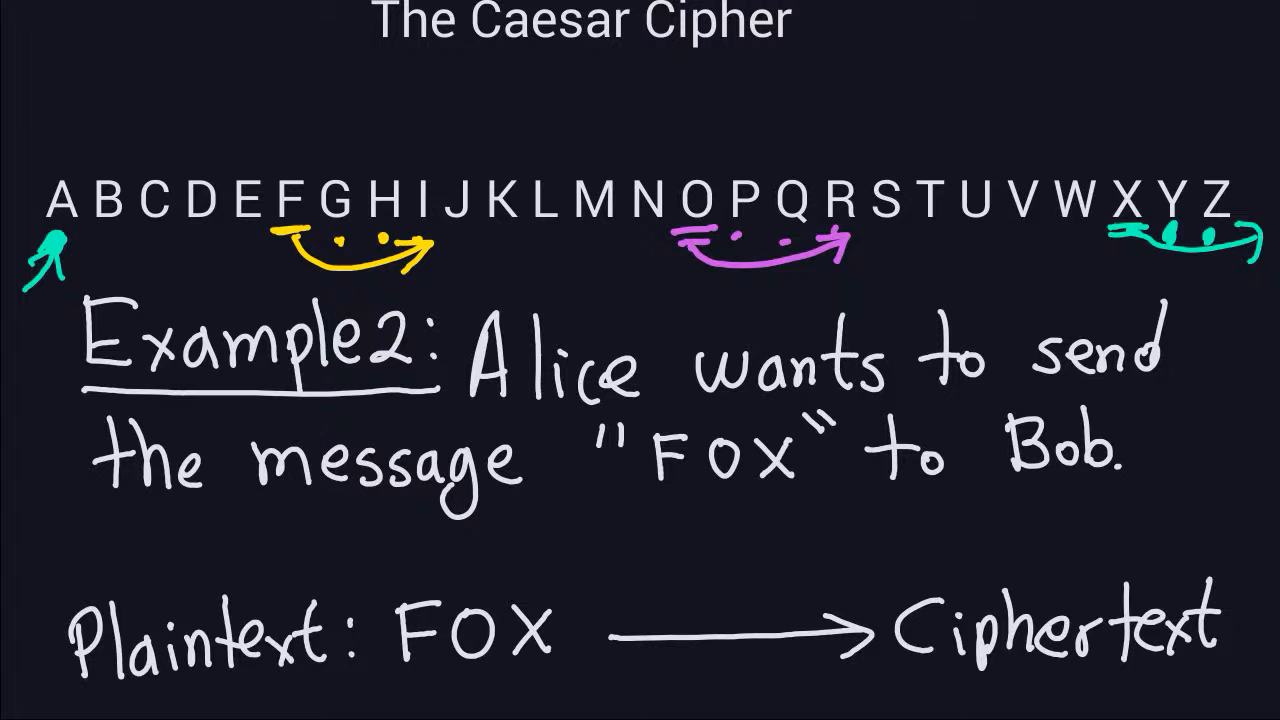 The Caesar Cipher
A B C D E F G H I J K L M N O P Q R S T U V W X Y Z
Example2: Alice wants to send
the message "FOX" to Bob.
Plaintext: FOX → Ciphertext